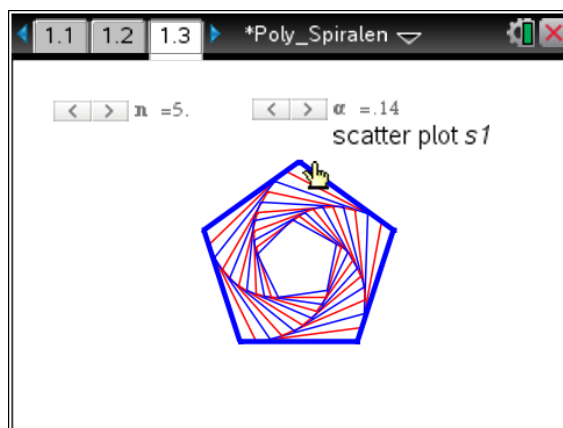 1.1 1.2 1.3 *Poly_Spiralen
n =5. α =.14
scatter plot s1